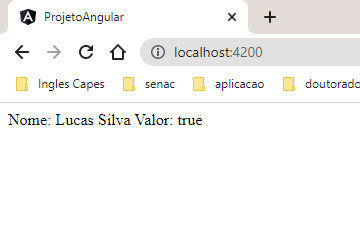 ProjetoAngular
localhost:4200
Ingles Capes senac aplicacao doutorado
Nome: Lucas Silva Valor: true